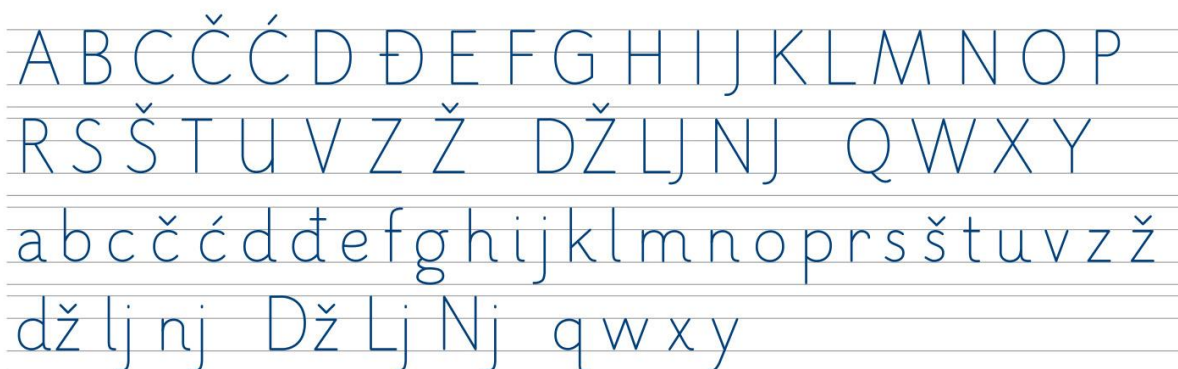 A B C Č Ć D Đ E F G H I J K L M N O P
R S Š T U V Z Ž DŽ LJ NJ Q W X Y
a b c č ć d đ e f g h i j k l m n o p r s š t u v z ž
dž lj nj Dž Lj Nj q w x y